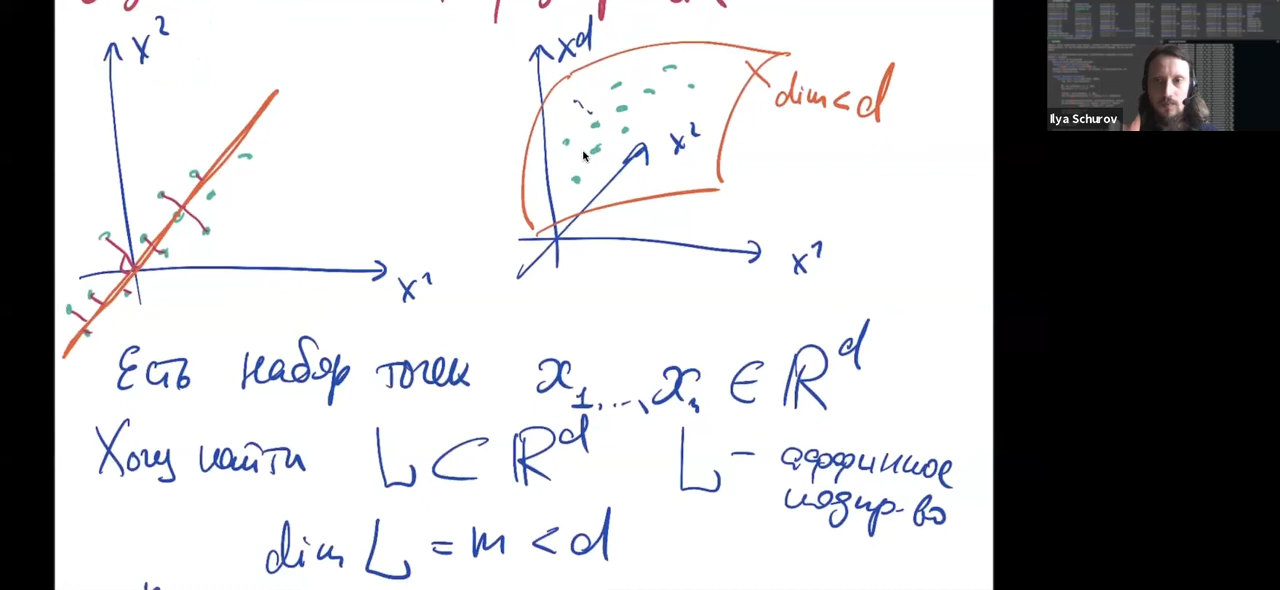 x²
x¹
x^d
x²
x¹
dim < d
Есть набор точек x₁,...,xₙ ∈ ℝ^d
Хочу найти L ⊂ ℝ^d L – аффинное
подпр-во
dim L = m < d
Ilya Schurov